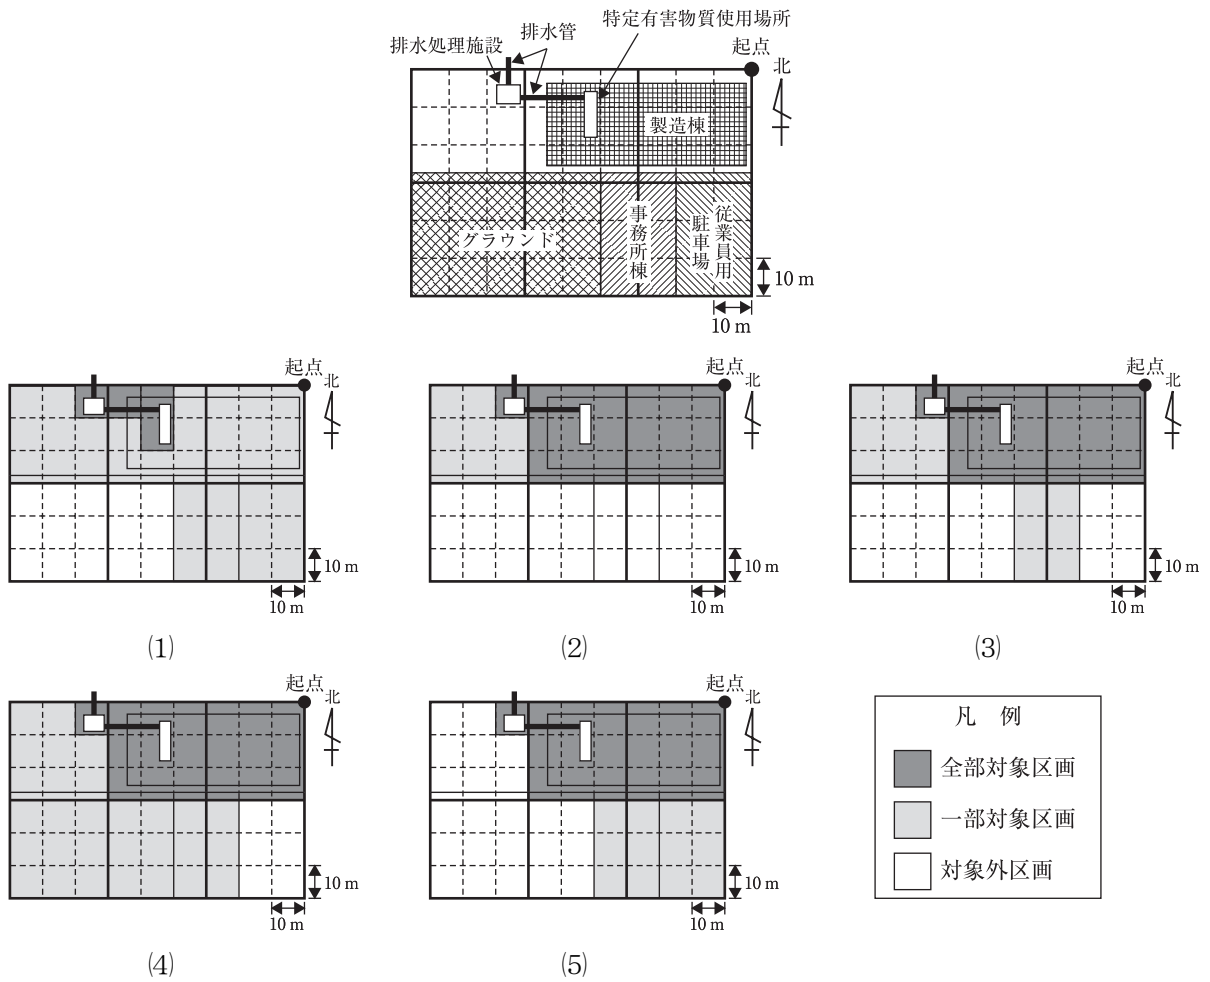 特定有害物質使用場所
排水管
排水処理施設
起点
北
製造棟
グラウンド
事務所棟
駐車場
従業員用
10 m
10 m
起点
北
10 m
10 m
(1)
起点
北
10 m
10 m
(2)
起点
北
10 m
10 m
(3)
起点
北
10 m
10 m
(4)
起点
北
10 m
10 m
(5)
凡 例
全部対象区画
一部対象区画
対象外区画